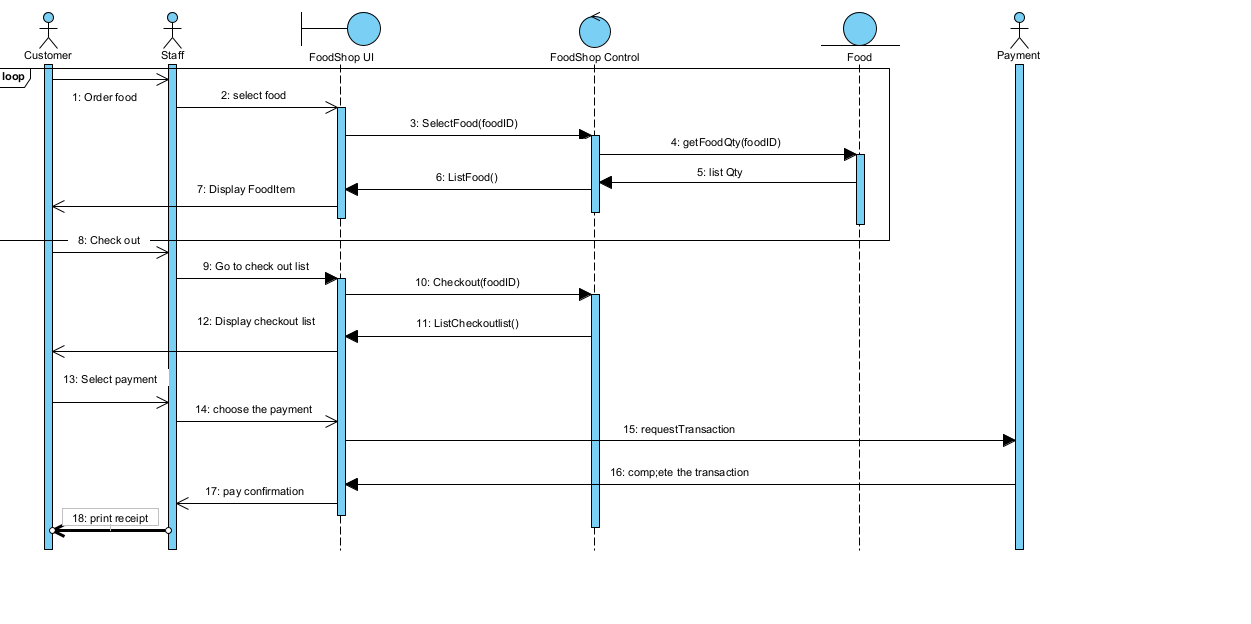 Customer
Staff
FoodShop UI
FoodShop Control
Food
Payment
loop
1: Order food
2: select food
3: SelectFood(foodID)
4: getFoodQty(foodID)
5: list Qty
6: ListFood()
7: Display FoodItem
8: Check out
9: Go to check out list
10: Checkout(foodID)
11: ListCheckoutlist()
12: Display checkout list
13: Select payment
14: choose the payment
15: requestTransaction
16: comp;ete the transaction
17: pay confirmation
18: print receipt